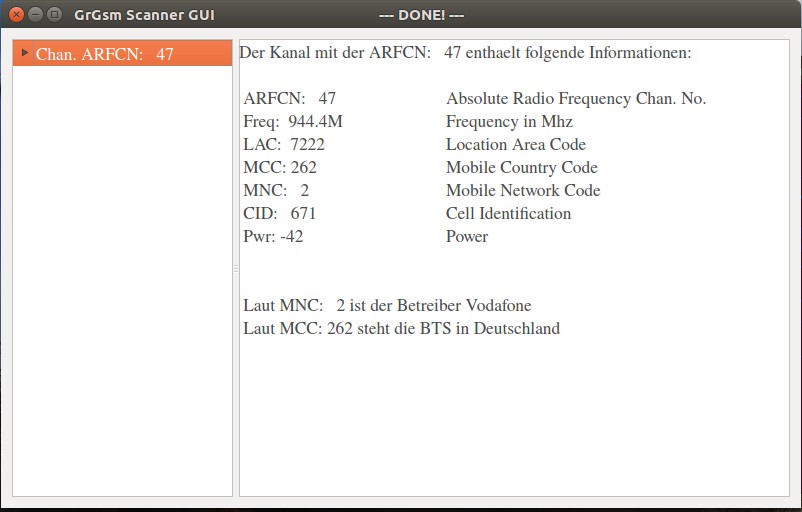 GrGsm Scanner GUI --- DONE! ---
Chan. ARFCN: 47
Der Kanal mit der ARFCN: 47 enthaelt folgende Informationen:
ARFCN: 47 Absolute Radio Frequency Chan. No.
Freq: 944.4M Frequency in Mhz
LAC: 7222 Location Area Code
MCC: 262 Mobile Country Code
MNC: 2 Mobile Network Code
CID: 671 Cell Identification
Pwr: -42 Power
Laut MNC: 2 ist der Betreiber Vodafone
Laut MCC: 262 steht die BTS in Deutschland